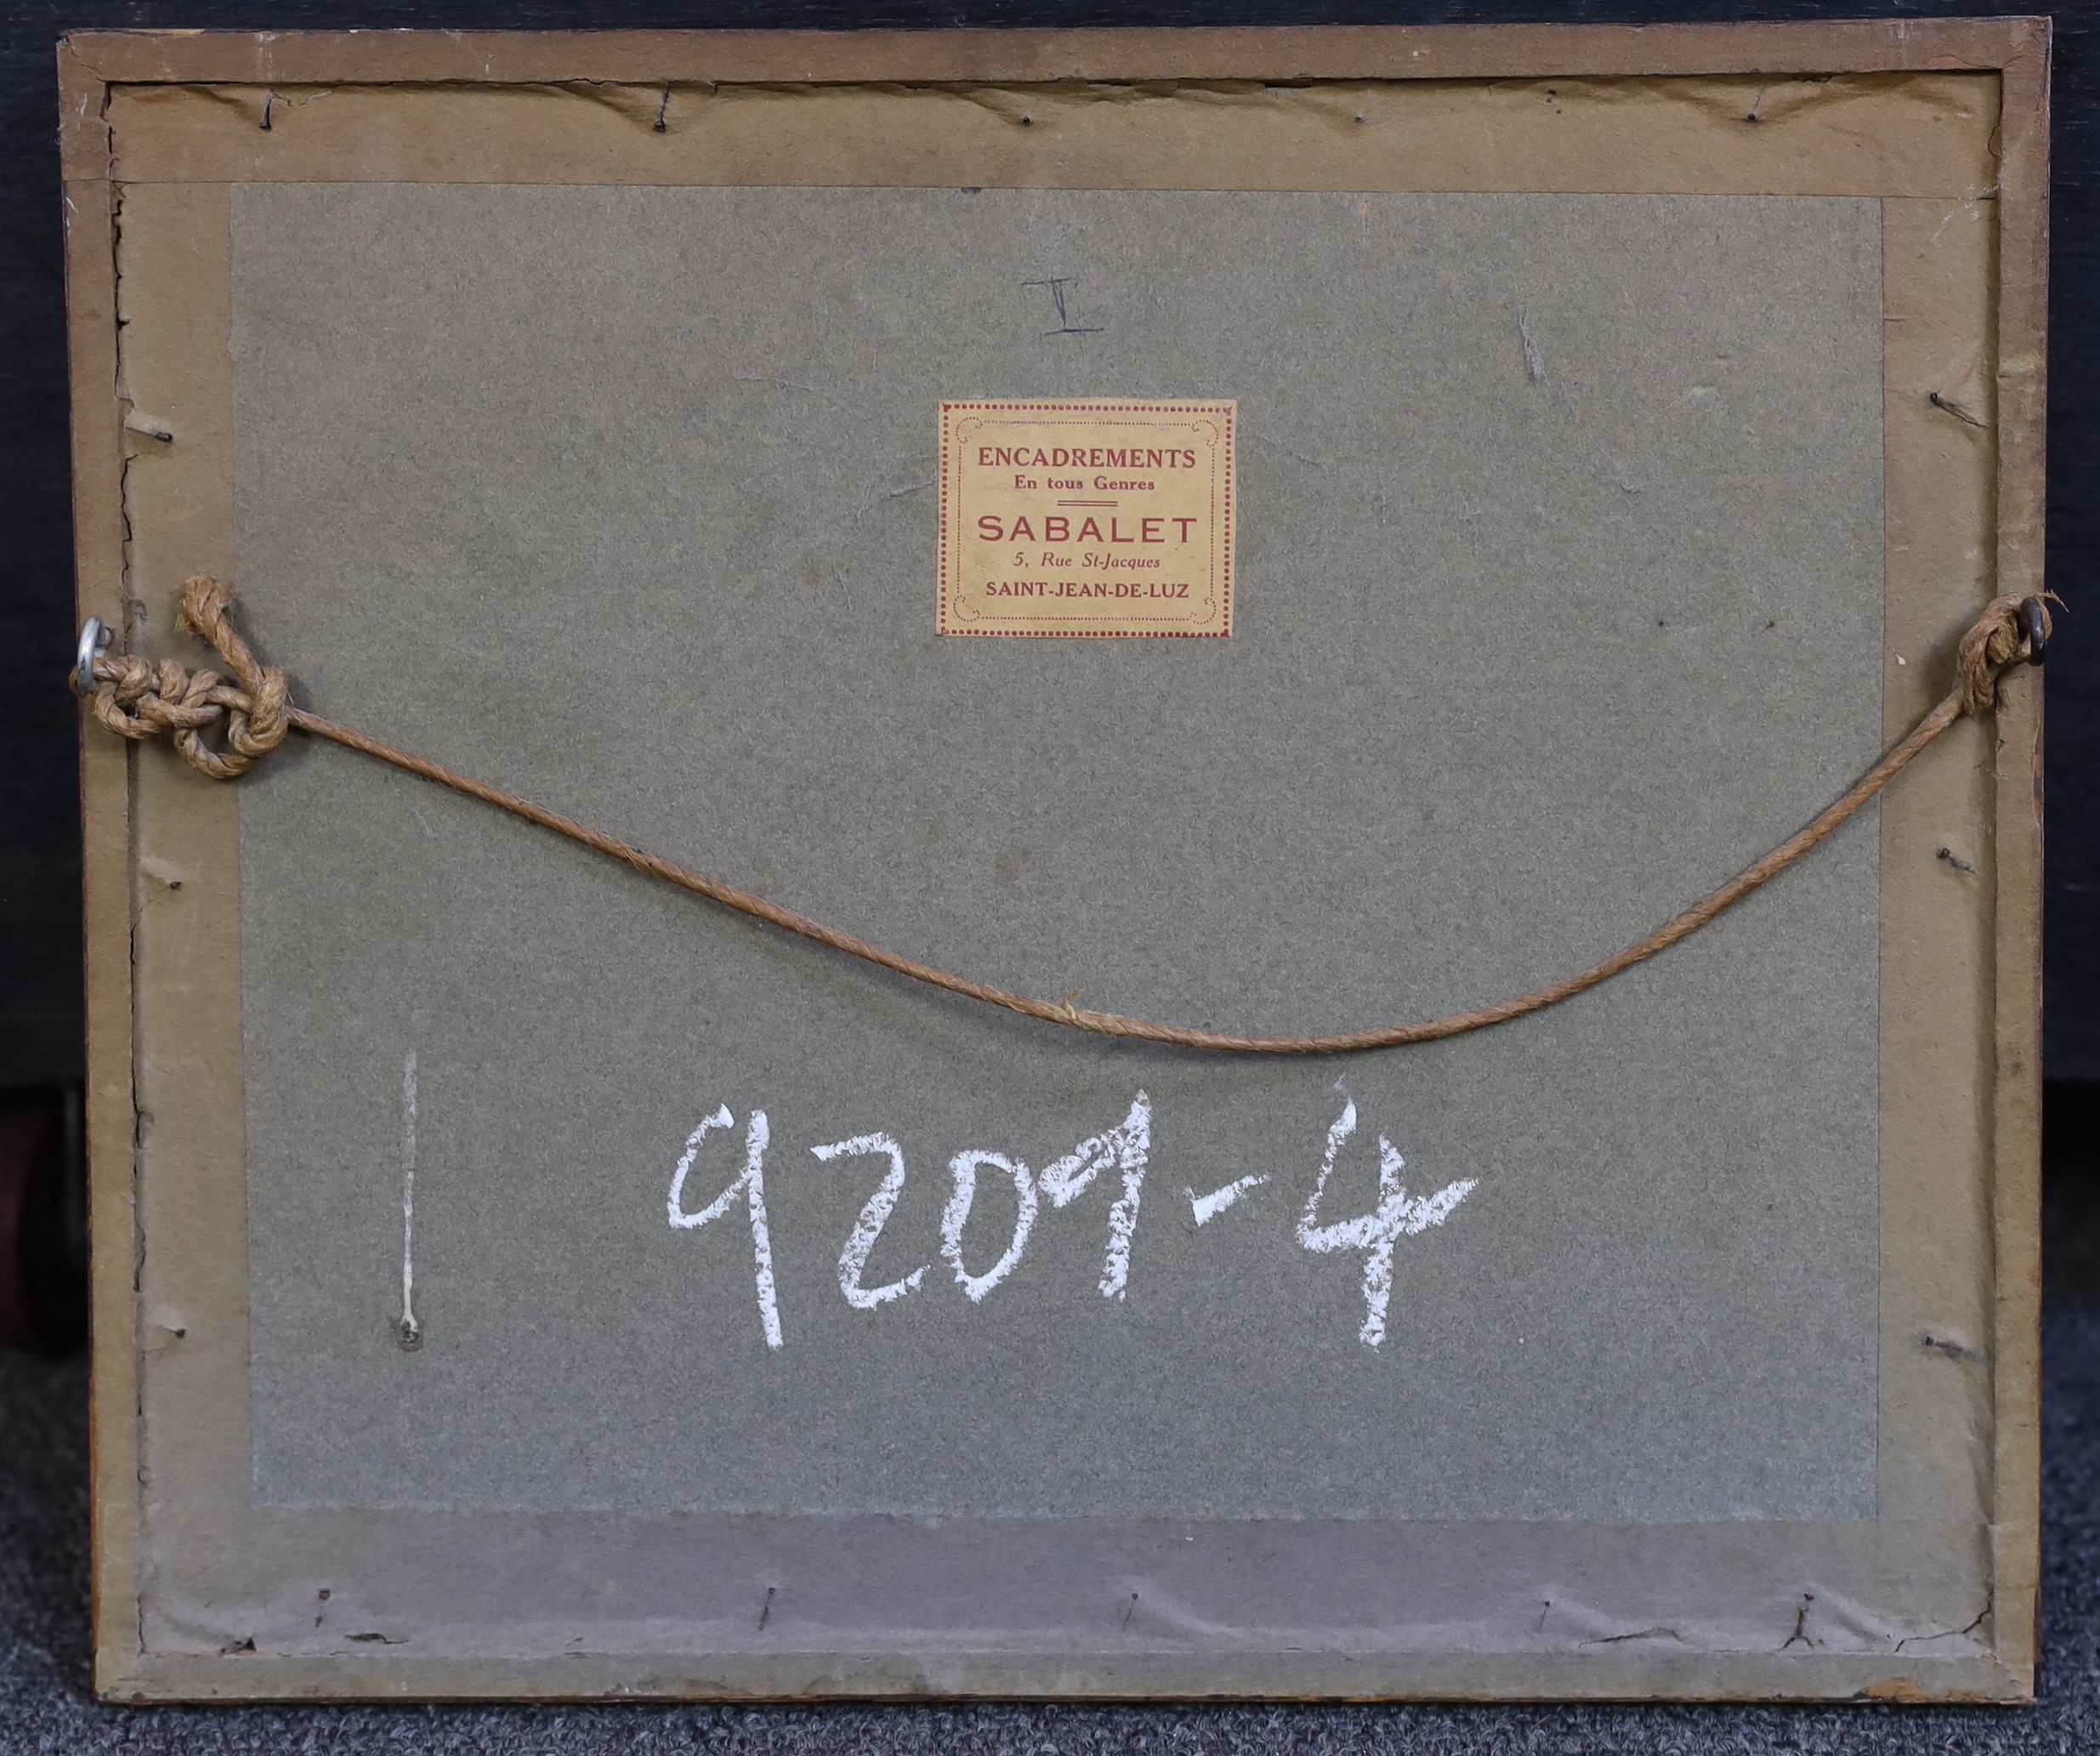 I
ENCADREMENTS
En tous Genres
SABALET
5, Rue St-Jacques
SAINT-JEAN-DE-LUZ
9209-4